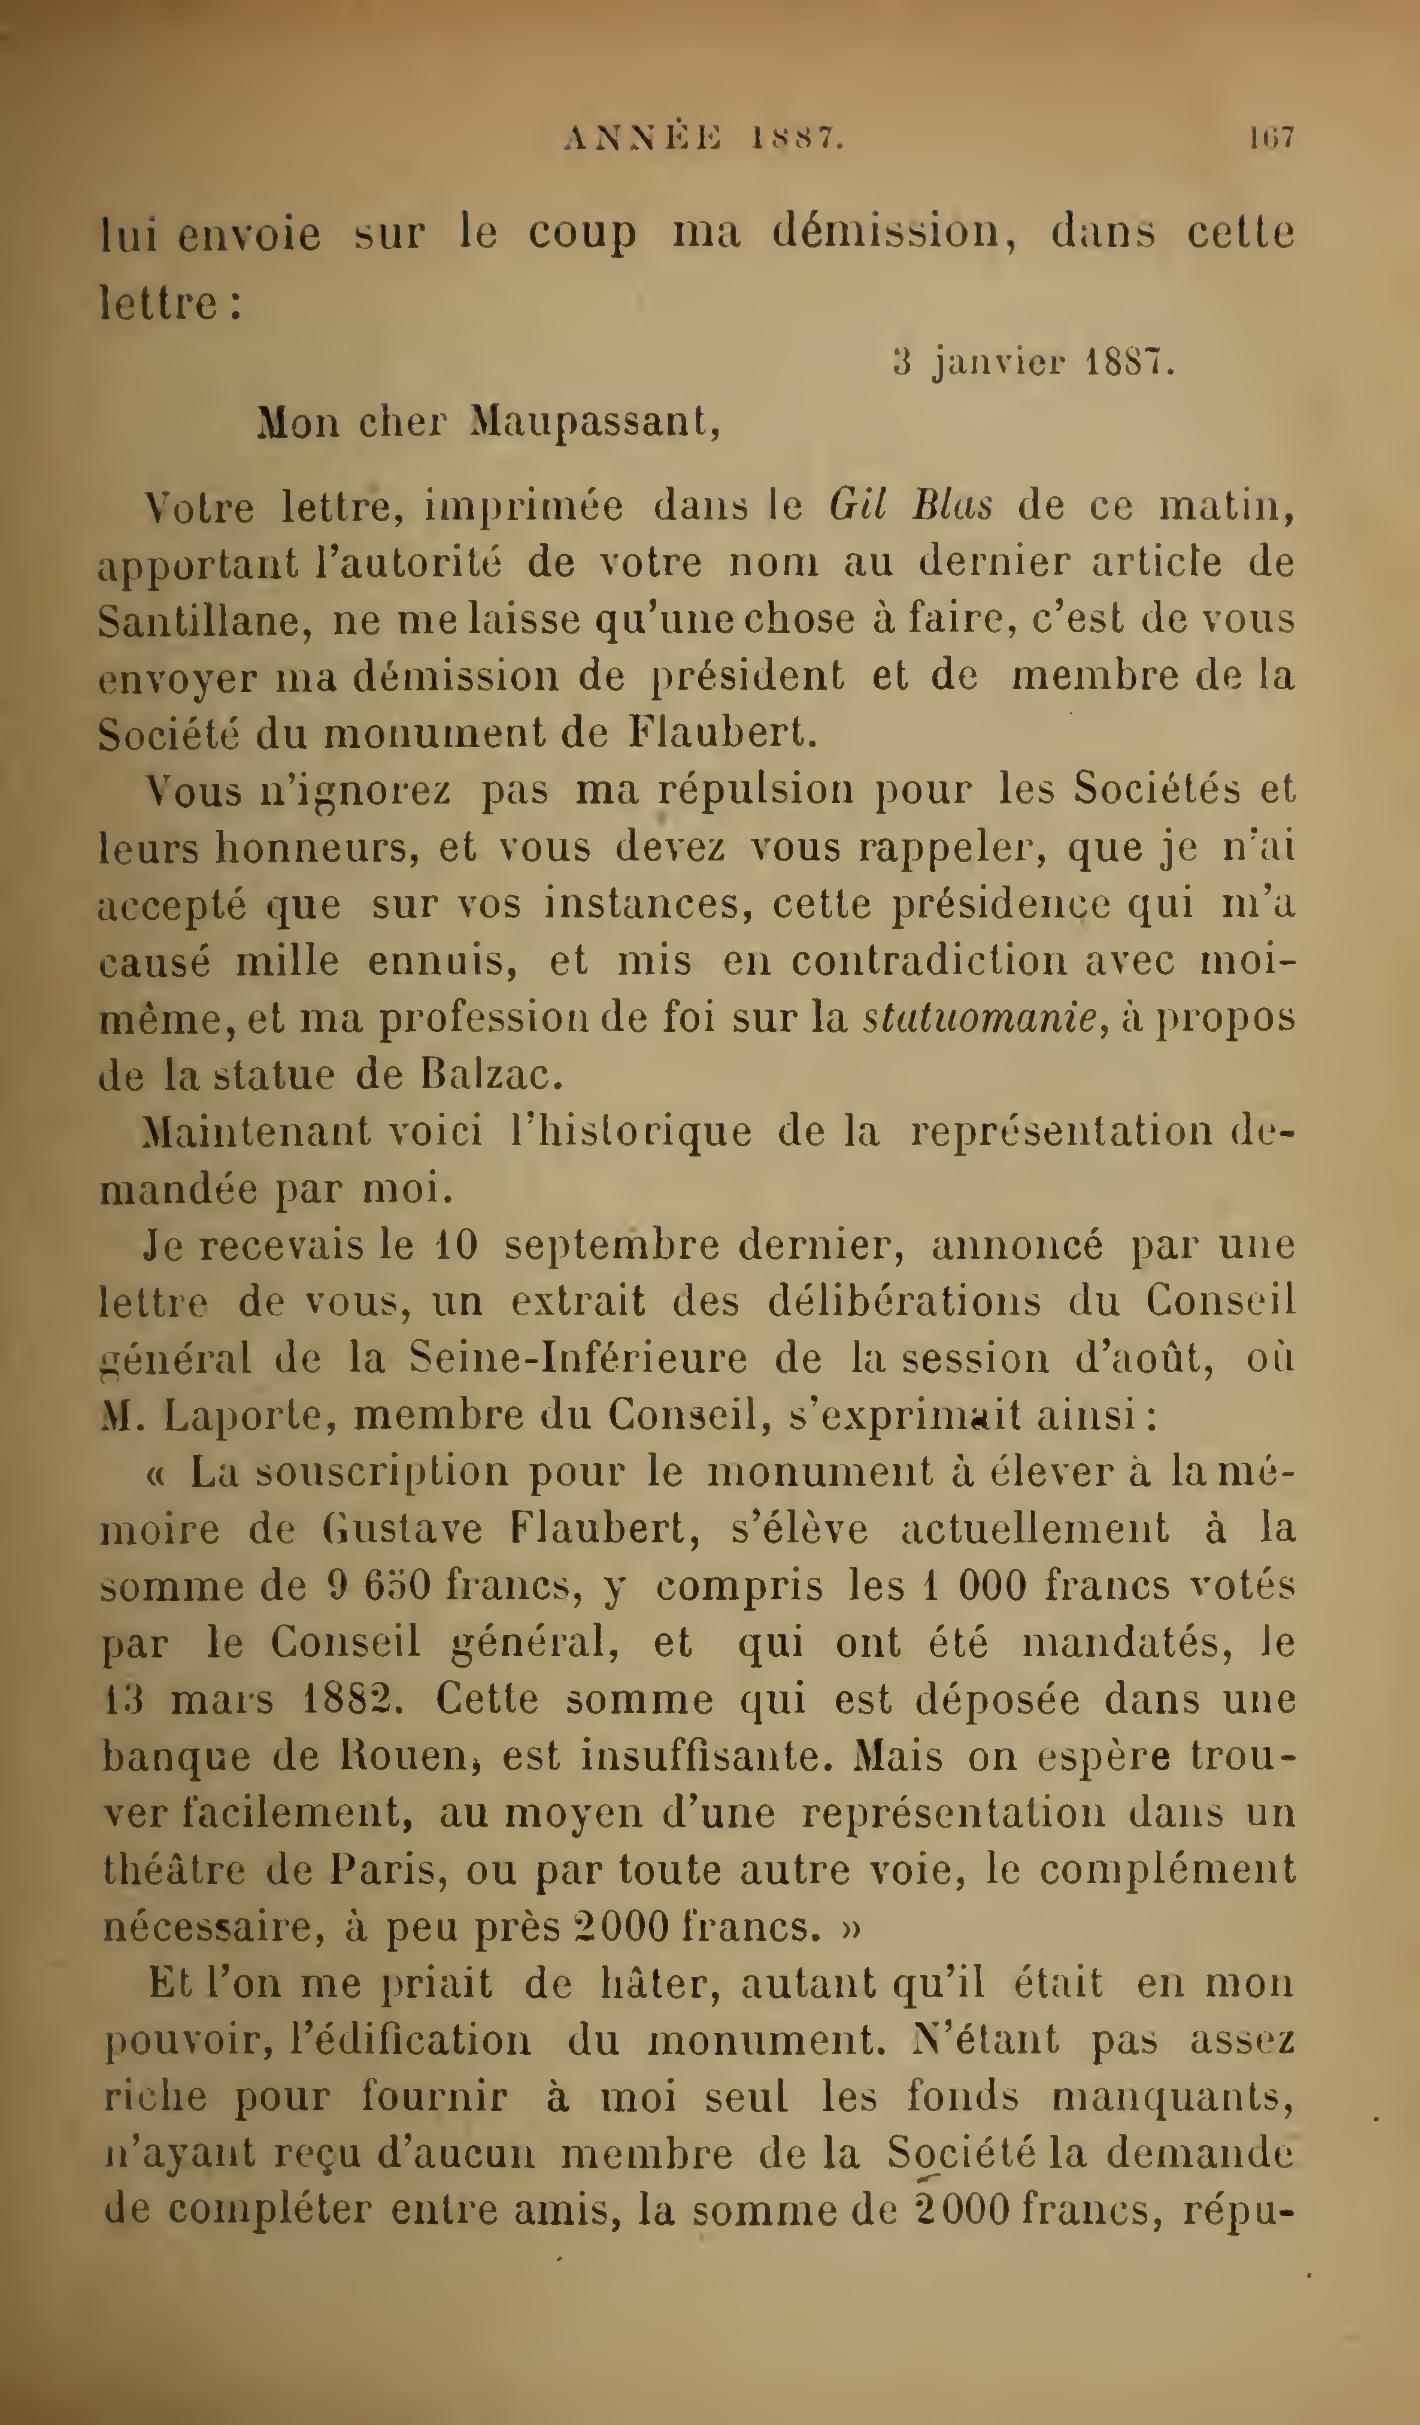 ANNÉE 1887. 167
lui envoie sur le coup ma démission, dans cette
lettre :
3 janvier 1887.
Mon cher Maupassant,
Votre lettre, imprimée dans le Gil Blas de ce matin,
apportant l'autorité de votre nom au dernier article de
Santillane, ne me laisse qu'une chose à faire, c'est de vous
envoyer ma démission de président et de membre de la
Société du monument de Flaubert.
Vous n'ignorez pas ma répulsion pour les Sociétés et
leurs honneurs, et vous devez vous rappeler, que je n'ai
accepté que sur vos instances, cette présidence qui m'a
causé mille ennuis, et mis en contradiction avec moi-
même, et ma profession de foi sur la statuomanie, à propos
de la statue de Balzac.
Maintenant voici l'historique de la représentation de-
mandée par moi.
Je recevais le 10 septembre dernier, annoncé par une
lettre de vous, un extrait des délibérations du Conseil
général de la Seine-Inférieure de la session d'août, où
M. Laporte, membre du Conseil, s'exprimait ainsi :
« La souscription pour le monument à élever à la mé-
moire de Gustave Flaubert, s'élève actuellement à la
somme de 9 650 francs, y compris les 1 000 francs votés
par le Conseil général, et qui ont été mandatés, le
13 mars 1882. Cette somme qui est déposée dans une
banque de Rouen, est insuffisante. Mais on espère trou-
ver facilement, au moyen d'une représentation dans un
théâtre de Paris, ou par toute autre voie, le complément
nécessaire, à peu près 2000 francs. »
Et l'on me priait de hâter, autant qu'il était en mon
pouvoir, l'édification du monument. N'étant pas assez
riche pour fournir à moi seul les fonds manquants,
n'ayant reçu d'aucun membre de la Société la demande
de compléter entre amis, la somme de 2000 francs, répu-